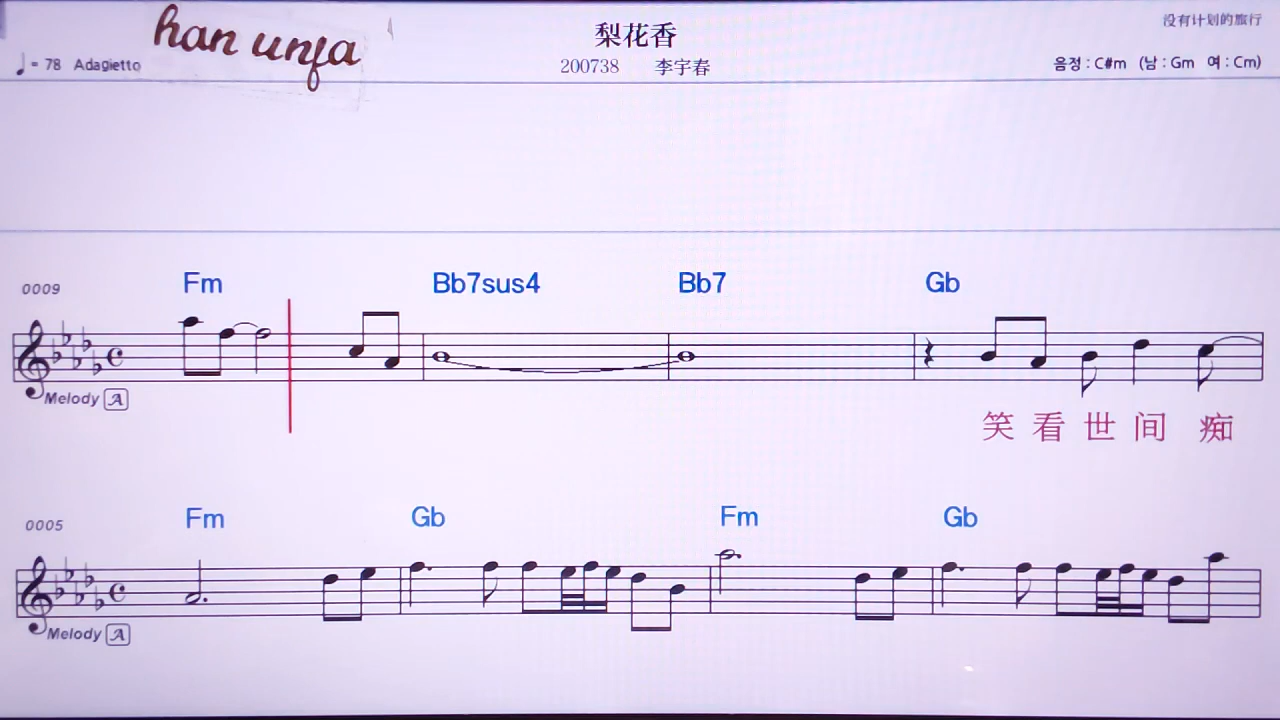 han unja
梨花香
没有计划的旅行
♩= 78 Adagietto
200738 李宇春
음정 : C#m (남 : Gm 여 : Cm)
0009 Fm Bb7sus4 Bb7 Gb
Melody A
笑 看 世 间 痴
0005 Fm Gb Fm Gb
Melody A